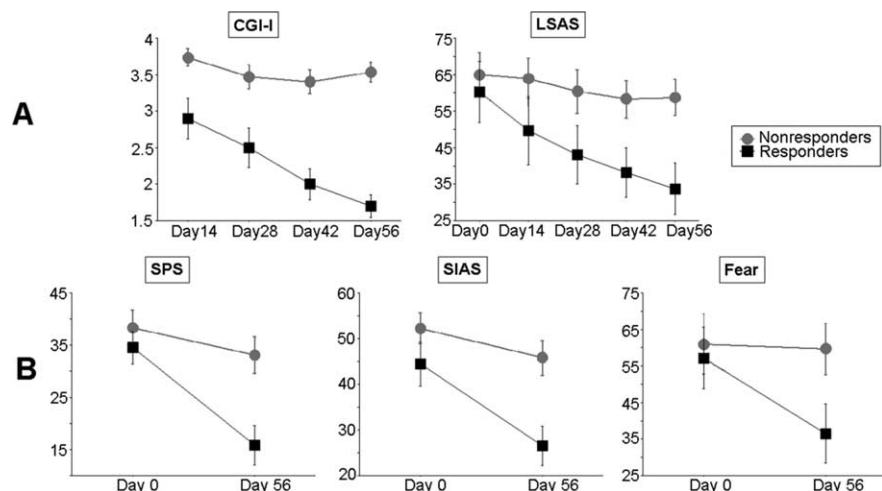 A
CGI-I
4
3.5
3
2.5
2
1.5
Day14 Day28 Day42 Day56
LSAS
75
65
55
45
35
25
Day0 Day14 Day28 Day42 Day56
Nonresponders
Responders
B
SPS
45
35
25
15
Day 0 Day 56
SIAS
60
50
40
30
20
Day 0 Day 56
Fear
75
65
55
45
35
25
Day 0 Day 56